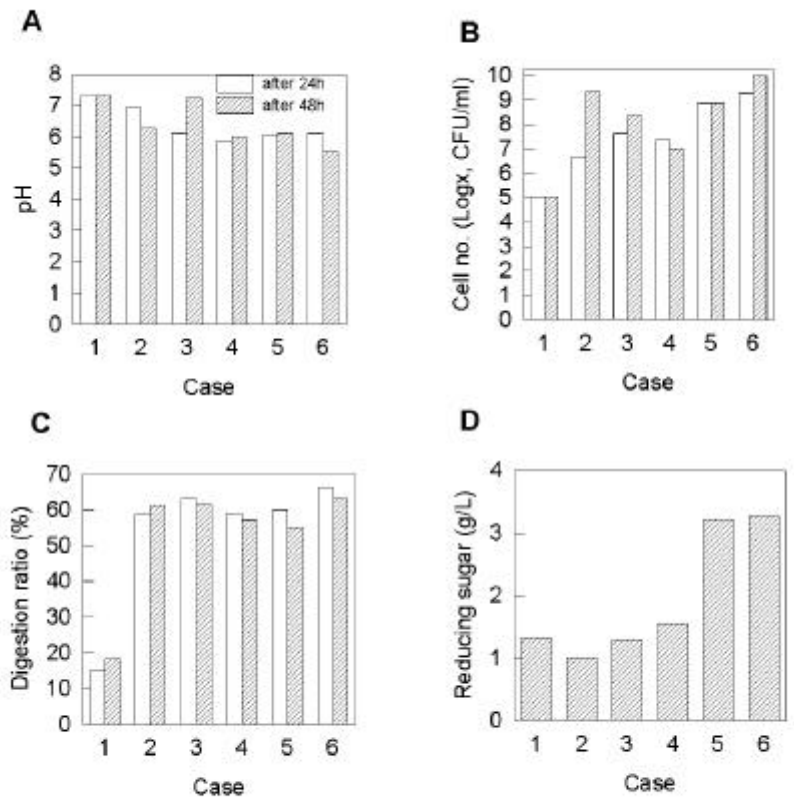 A
pH
8
7
6
5
4
3
2
1
0
after 24h
after 48h
1 2 3 4 5 6
Case
B
Cell no. (Logx, CFU/ml)
10
9
8
7
6
5
4
3
2
1
0
1 2 3 4 5 6
Case
C
Digestion ratio (%)
70
60
50
40
30
20
10
0
1 2 3 4 5 6
Case
D
Reducing sugar (g/L)
4
3
2
1
0
1 2 3 4 5 6
Case